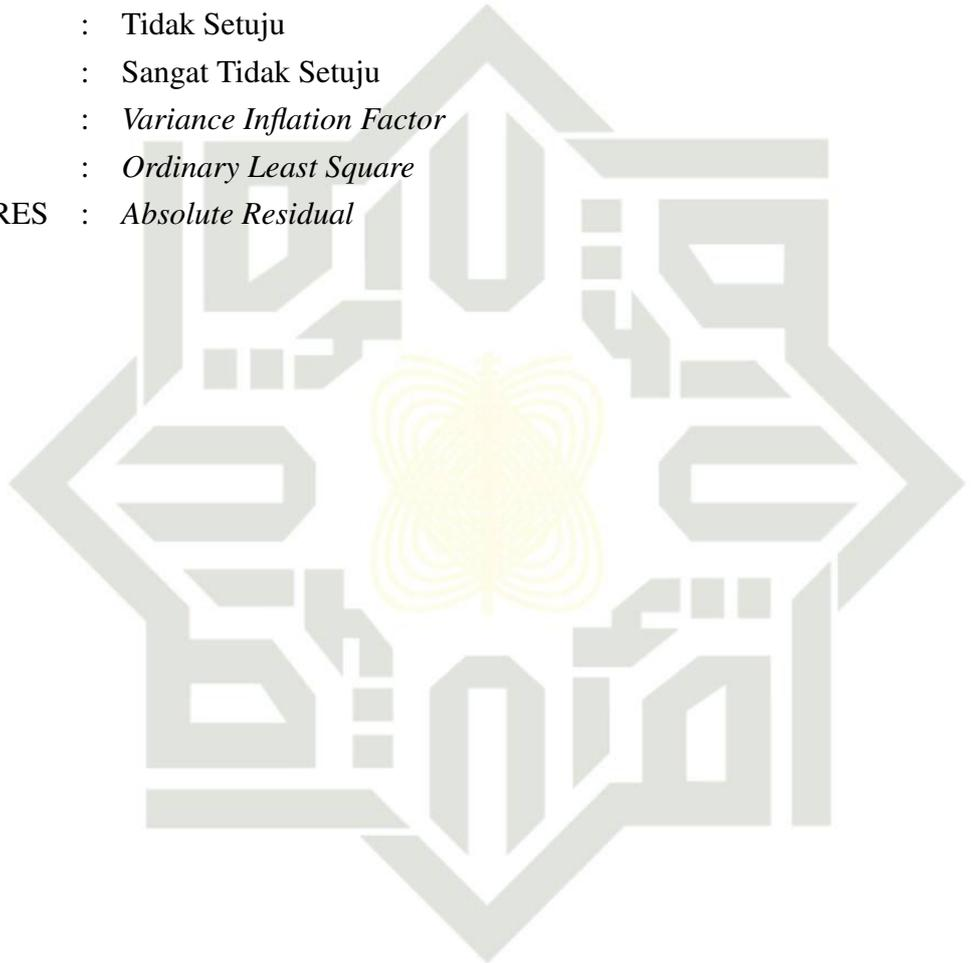 : Tidak Setuju
: Sangat Tidak Setuju
: Variance Inflation Factor
: Ordinary Least Square
RES : Absolute Residual